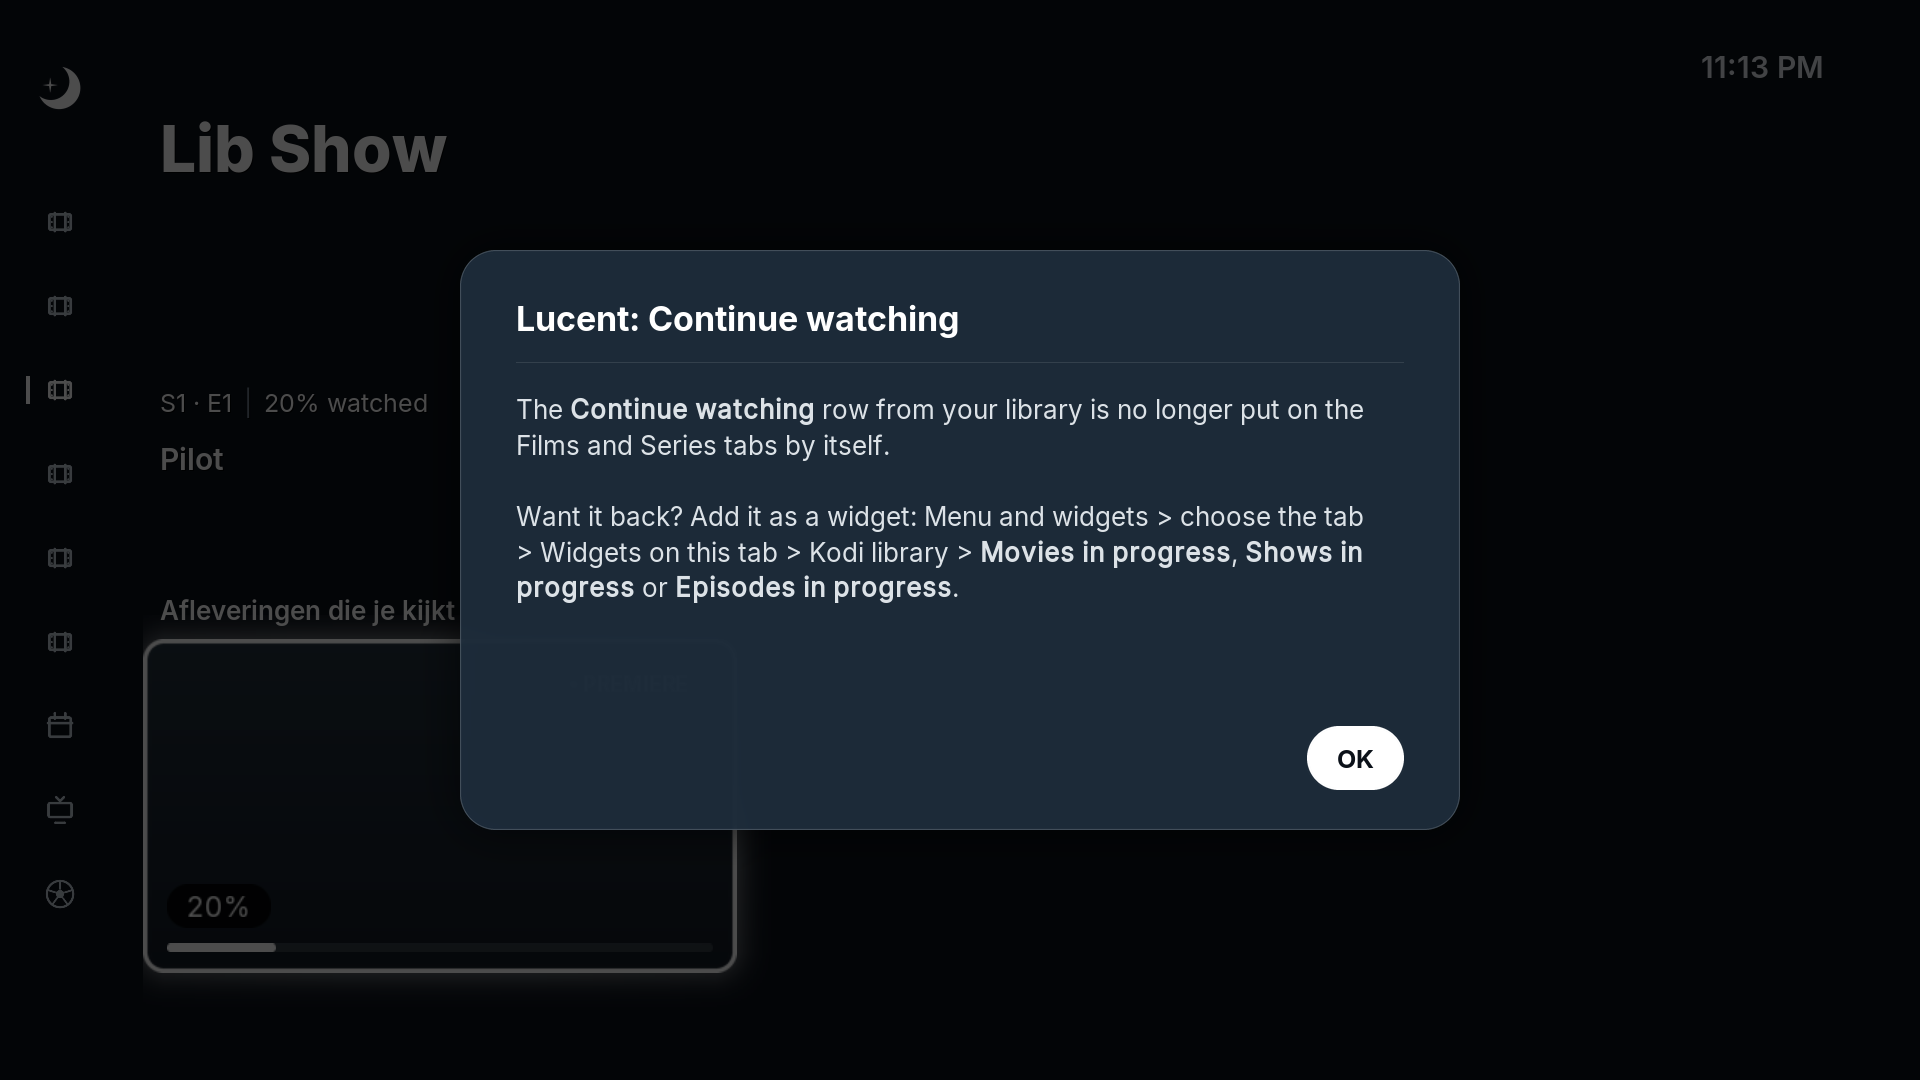 11:13 PM
Lib Show
S1 · E1 | 20% watched
Pilot
Afleveringen die je kijkt
20%
Lucent: Continue watching
The Continue watching row from your library is no longer put on the
Films and Series tabs by itself.
Want it back? Add it as a widget: Menu and widgets > choose the tab
> Widgets on this tab > Kodi library > Movies in progress, Shows in
progress or Episodes in progress.
OK